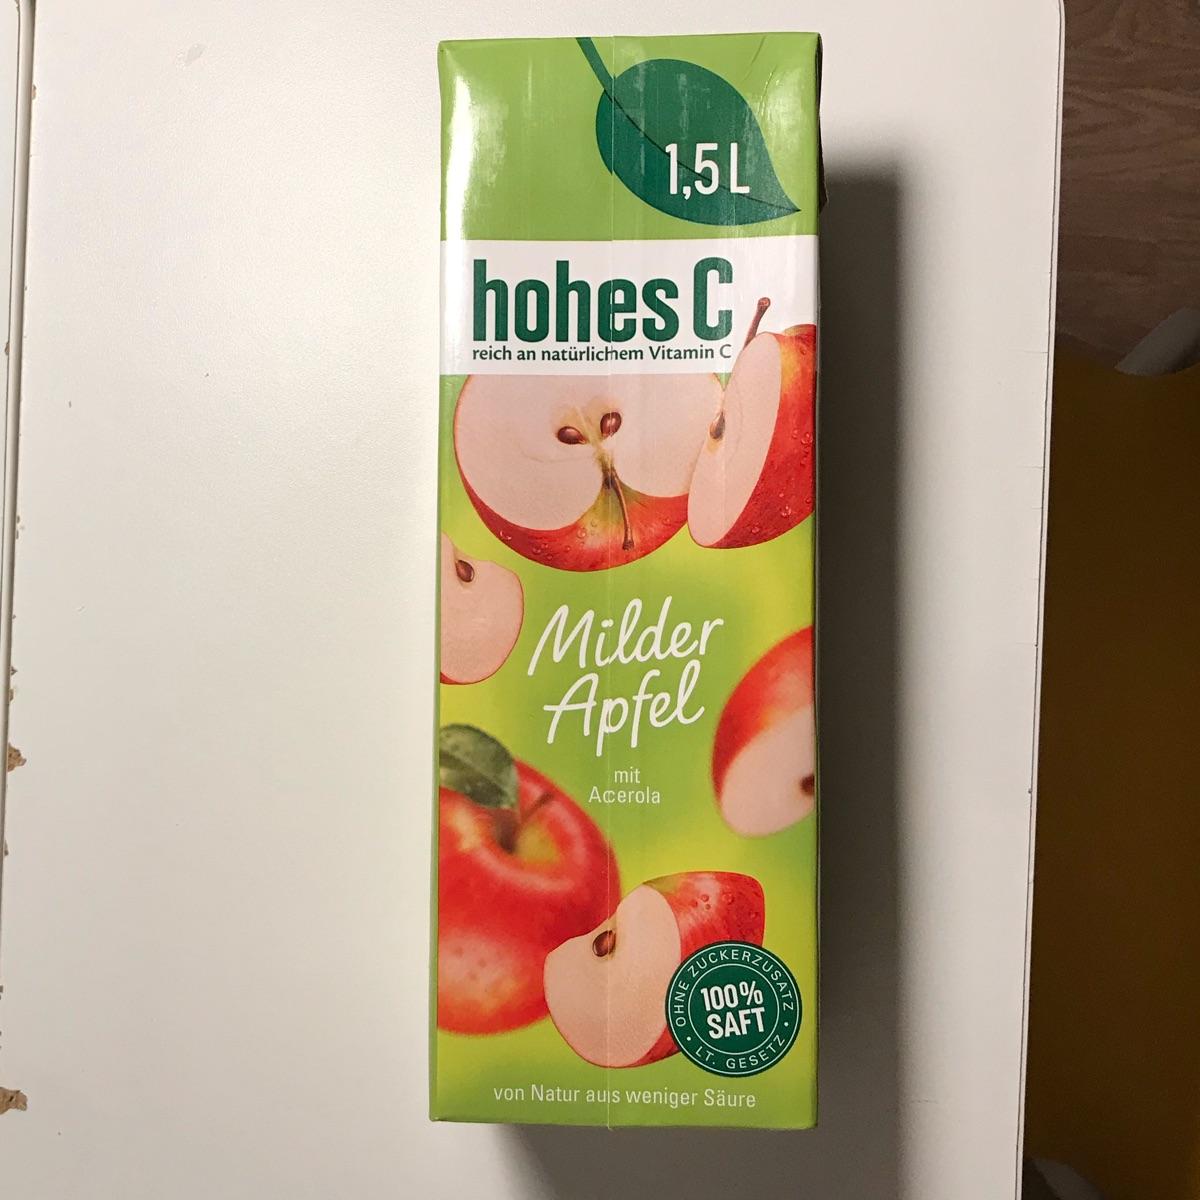 1,5 L
hohes C
reich an natürlichem Vitamin C
Milder
Apfel
mit
Acerola
OHNE ZUCKERZUSATZ
100%
SAFT
• LT. GESETZ •
von Natur aus weniger Säure